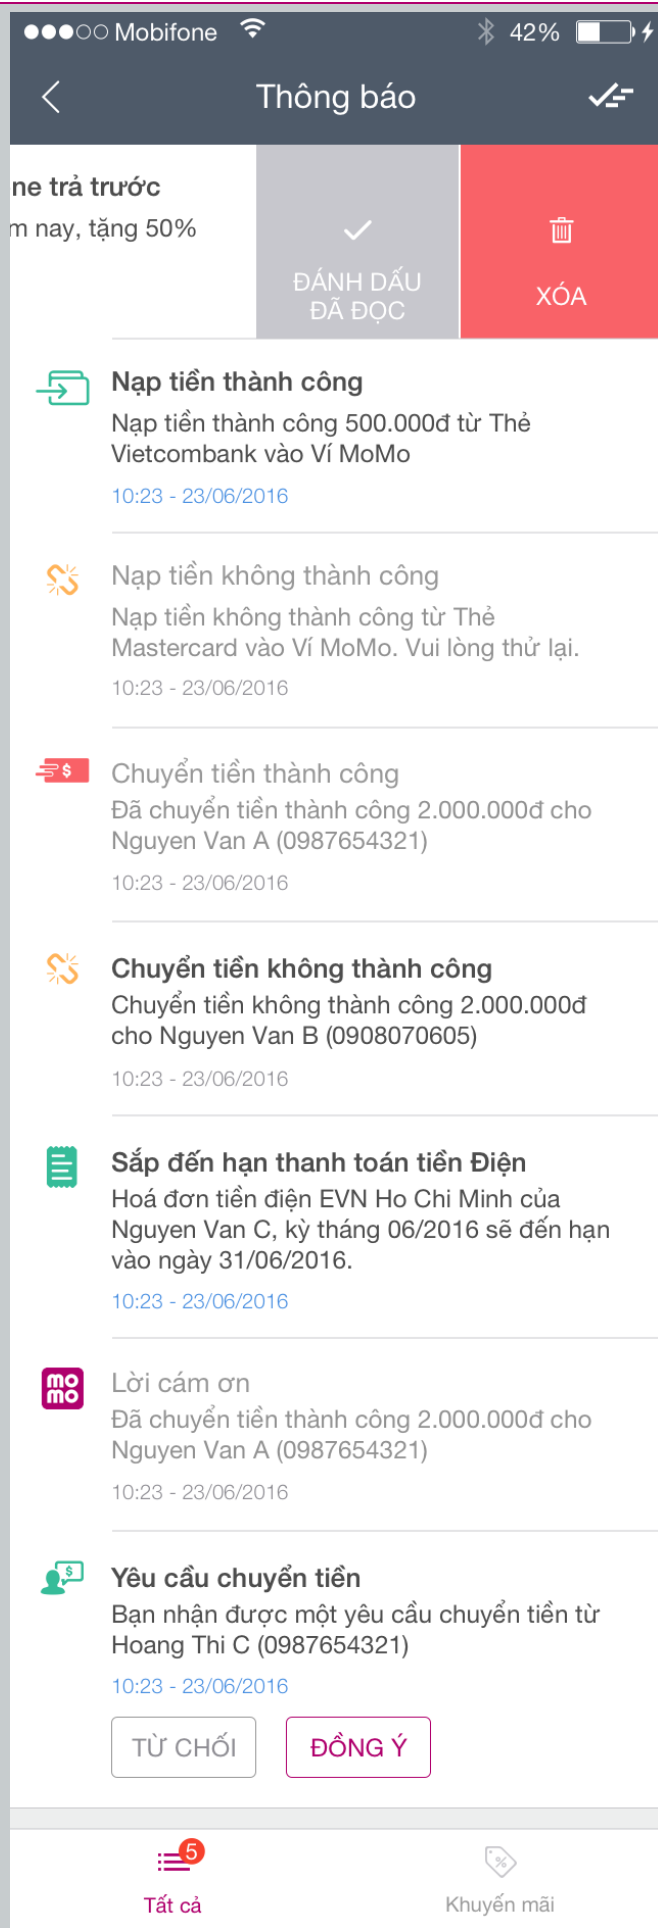 Mobifone
42%
Thông báo
ne trả trước
m nay, tặng 50%
ĐÁNH DẤU
ĐÃ ĐỌC
XÓA
Nạp tiền thành công
Nạp tiền thành công 500.000đ từ Thẻ
Vietcombank vào Ví MoMo
10:23 - 23/06/2016
Nạp tiền không thành công
Nạp tiền không thành công từ Thẻ
Mastercard vào Ví MoMo. Vui lòng thử lại.
10:23 - 23/06/2016
$
Chuyển tiền thành công
Đã chuyển tiền thành công 2.000.000đ cho
Nguyen Van A (0987654321)
10:23 - 23/06/2016
Chuyển tiền không thành công
Chuyển tiền không thành công 2.000.000đ
cho Nguyen Van B (0908070605)
10:23 - 23/06/2016
Sắp đến hạn thanh toán tiền Điện
Hoá đơn tiền điện EVN Ho Chi Minh của
Nguyen Van C, kỳ tháng 06/2016 sẽ đến hạn
vào ngày 31/06/2016.
10:23 - 23/06/2016
mo
mo
Lời cám ơn
Đã chuyển tiền thành công 2.000.000đ cho
Nguyen Van A (0987654321)
10:23 - 23/06/2016
$
Yêu cầu chuyển tiền
Bạn nhận được một yêu cầu chuyển tiền từ
Hoang Thi C (0987654321)
10:23 - 23/06/2016
TỪ CHỐI
ĐỒNG Ý
5
Tất cả
%
Khuyến mãi